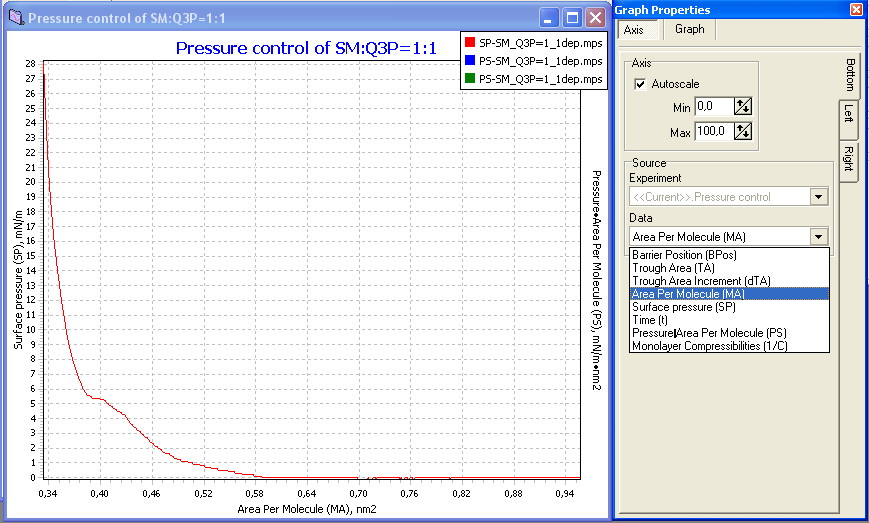 Pressure control of SM:Q3P=1:1
Pressure control of SM:Q3P=1:1
SP-SM_Q3P=1_1dep.mps
PS-SM_Q3P=1_1dep.mps
PS-SM_Q3P=1_1dep.mps
Surface pressure (SP), mN/m
28
27
26
25
24
23
22
21
20
19
18
17
16
15
14
13
12
11
10
9
8
7
6
5
4
3
2
1
0
0,34 0,40 0,46 0,52 0,58 0,64 0,70 0,76 0,82 0,88 0,94
Area Per Molecule (MA), nm2
Pressure•Area Per Molecule (PS), mN/m•nm2
Graph Properties
Axis Graph
Bottom
Left
Right
Axis
Autoscale
Min 0,0
Max 100,0
Source
Experiment
<<Current>>.Pressure control
Data
Area Per Molecule (MA)
Barrier Position (BPos)
Trough Area (TA)
Trough Area Increment (dTA)
Area Per Molecule (MA)
Surface pressure (SP)
Time (t)
Pressure|Area Per Molecule (PS)
Monolayer Compressibilities (1/C)